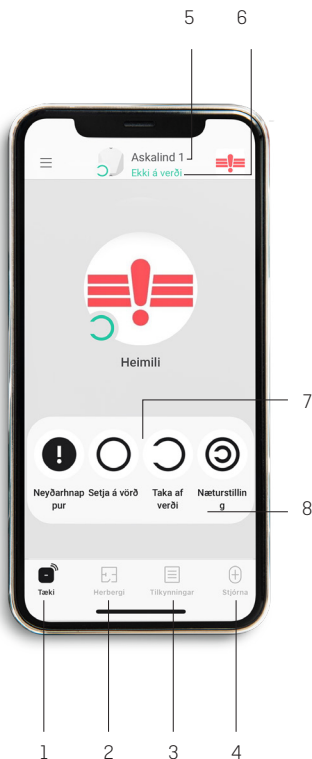 5 6
Askalind 1
Ekki á verði
Heimili
7
Neyðarhnap
pur
Setja á vörð
Taka af
verði
Næturstillin
g
8
Tæki
Herbergi
Tilkynningar
Stjórna
1 2 3 4